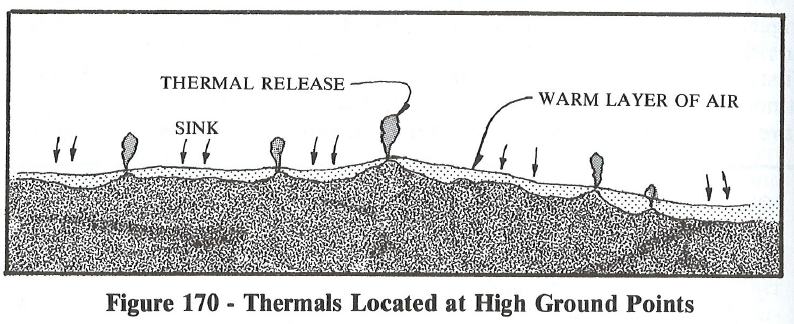 THERMAL RELEASE
WARM LAYER OF AIR
SINK
Figure 170 - Thermals Located at High Ground Points